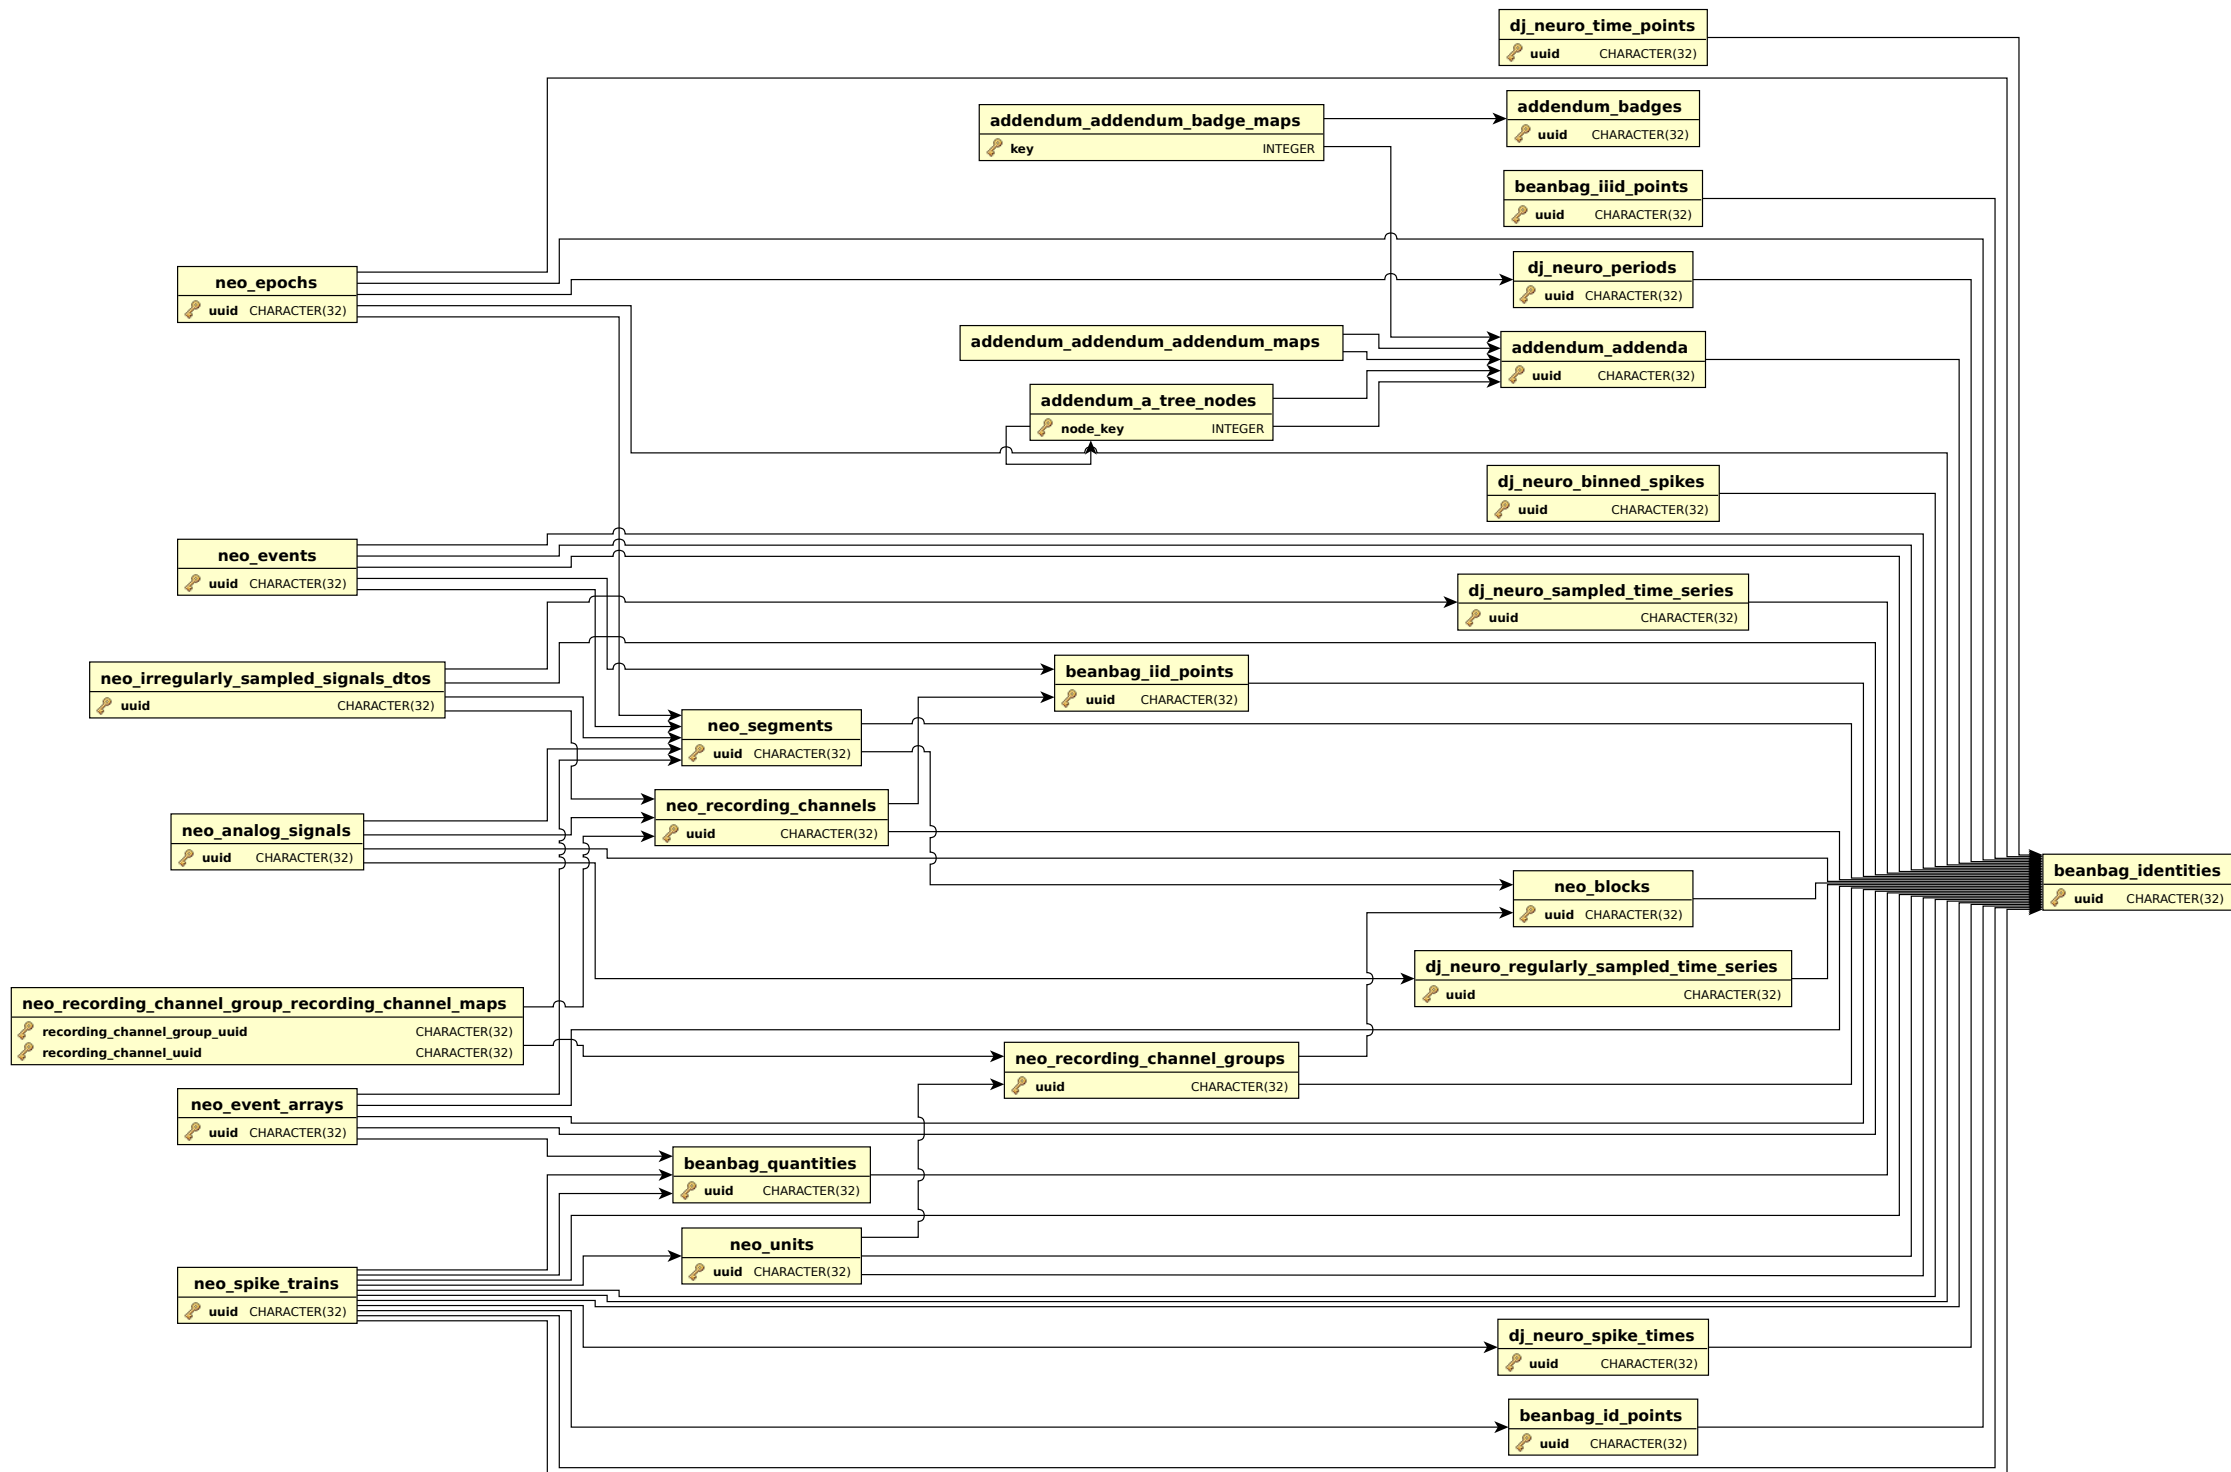 dj_neuro_time_points
uuid CHARACTER(32)
addendum_badges
uuid CHARACTER(32)
addendum_addendum_badge_maps
key INTEGER
beanbag_iiid_points
uuid CHARACTER(32)
dj_neuro_periods
uuid CHARACTER(32)
neo_epochs
uuid CHARACTER(32)
addendum_addendum_addendum_maps
addendum_addenda
uuid CHARACTER(32)
addendum_a_tree_nodes
node_key INTEGER
dj_neuro_binned_spikes
uuid CHARACTER(32)
neo_events
uuid CHARACTER(32)
dj_neuro_sampled_time_series
uuid CHARACTER(32)
neo_irregularly_sampled_signals_dtos
uuid CHARACTER(32)
beanbag_iid_points
uuid CHARACTER(32)
neo_segments
uuid CHARACTER(32)
neo_recording_channels
uuid CHARACTER(32)
neo_analog_signals
uuid CHARACTER(32)
beanbag_identities
uuid CHARACTER(32)
neo_blocks
uuid CHARACTER(32)
dj_neuro_regularly_sampled_time_series
uuid CHARACTER(32)
neo_recording_channel_group_recording_channel_maps
recording_channel_group_uuid CHARACTER(32)
recording_channel_uuid CHARACTER(32)
neo_recording_channel_groups
uuid CHARACTER(32)
neo_event_arrays
uuid CHARACTER(32)
beanbag_quantities
uuid CHARACTER(32)
neo_units
uuid CHARACTER(32)
neo_spike_trains
uuid CHARACTER(32)
dj_neuro_spike_times
uuid CHARACTER(32)
beanbag_id_points
uuid CHARACTER(32)